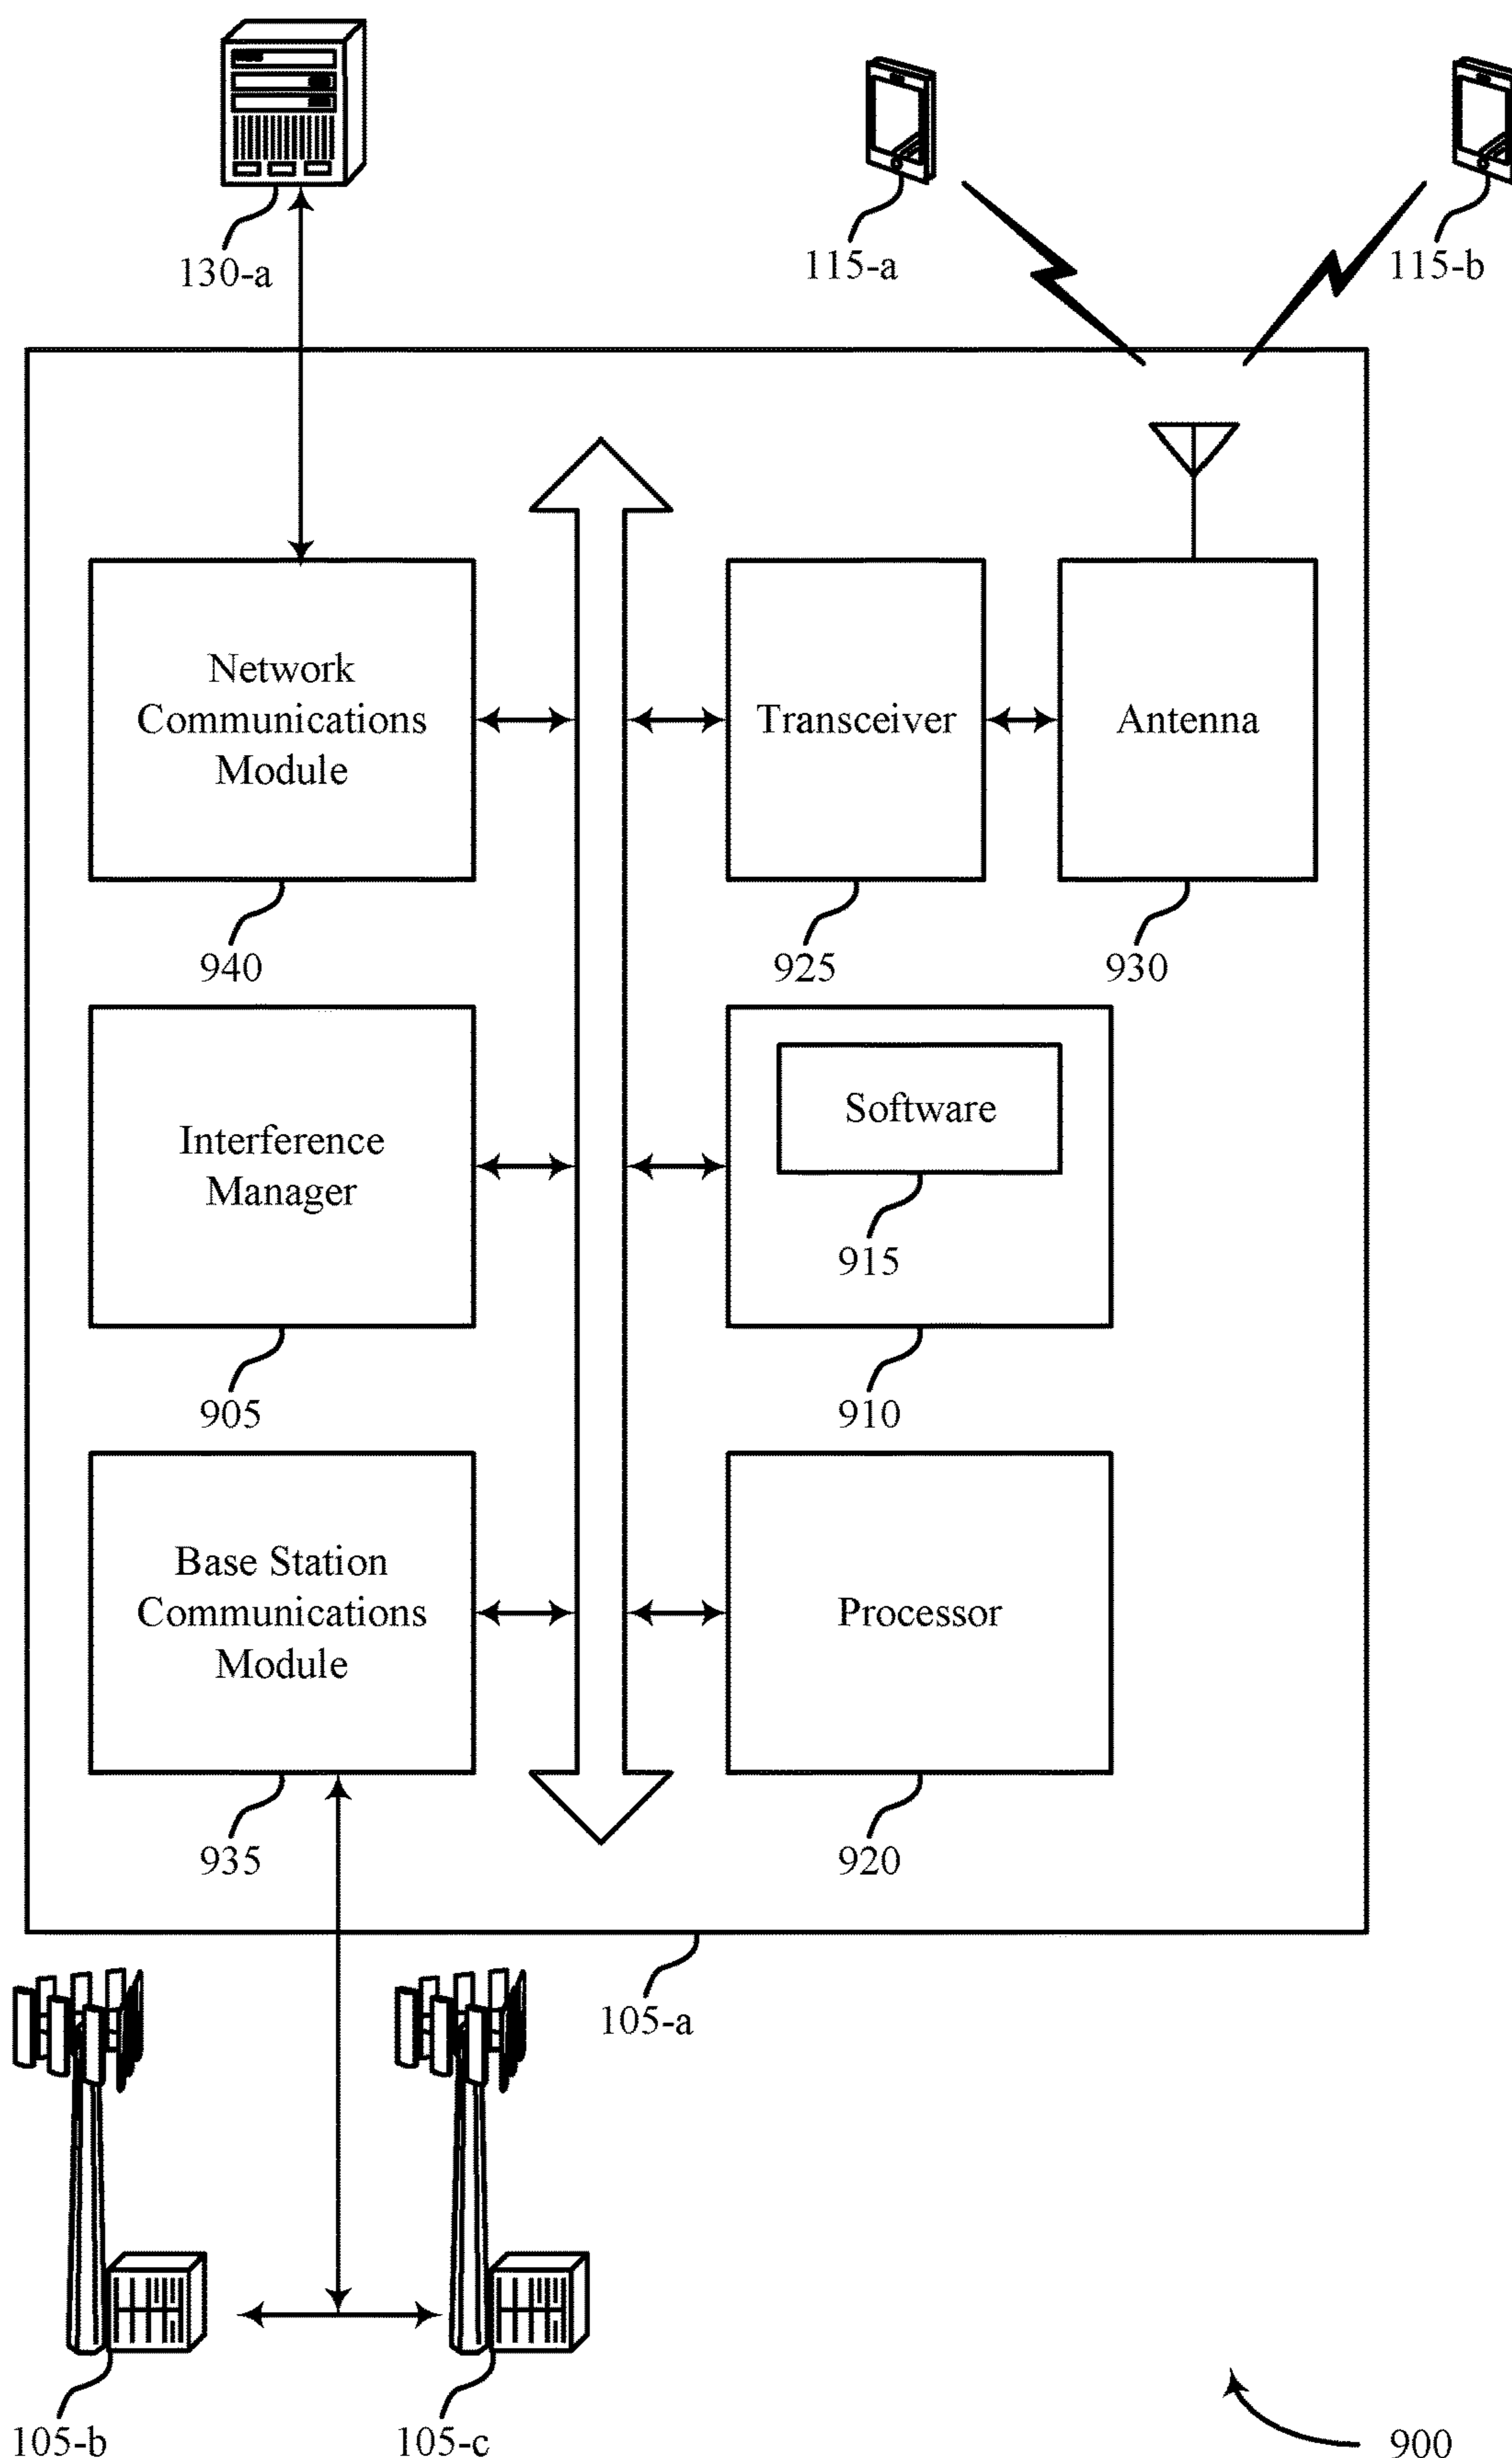 130-a
115-a
115-b
Network
Communications
Module
Transceiver
Antenna
940
925
930
Interference
Manager
Software
915
905
910
Base Station
Communications
Module
Processor
935
920
105-a
105-b
105-c
900